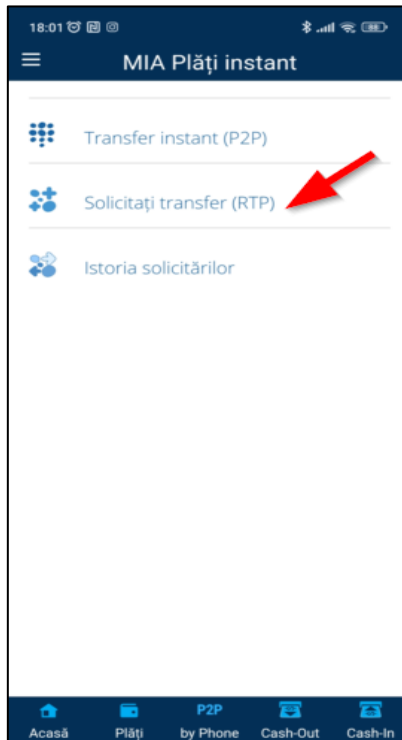 18:01
MIA Plăți instant
Transfer instant (P2P)
Solicitați transfer (RTP)
Istoria solicitărilor
P2P
Acasă Plăți by Phone Cash-Out Cash-In